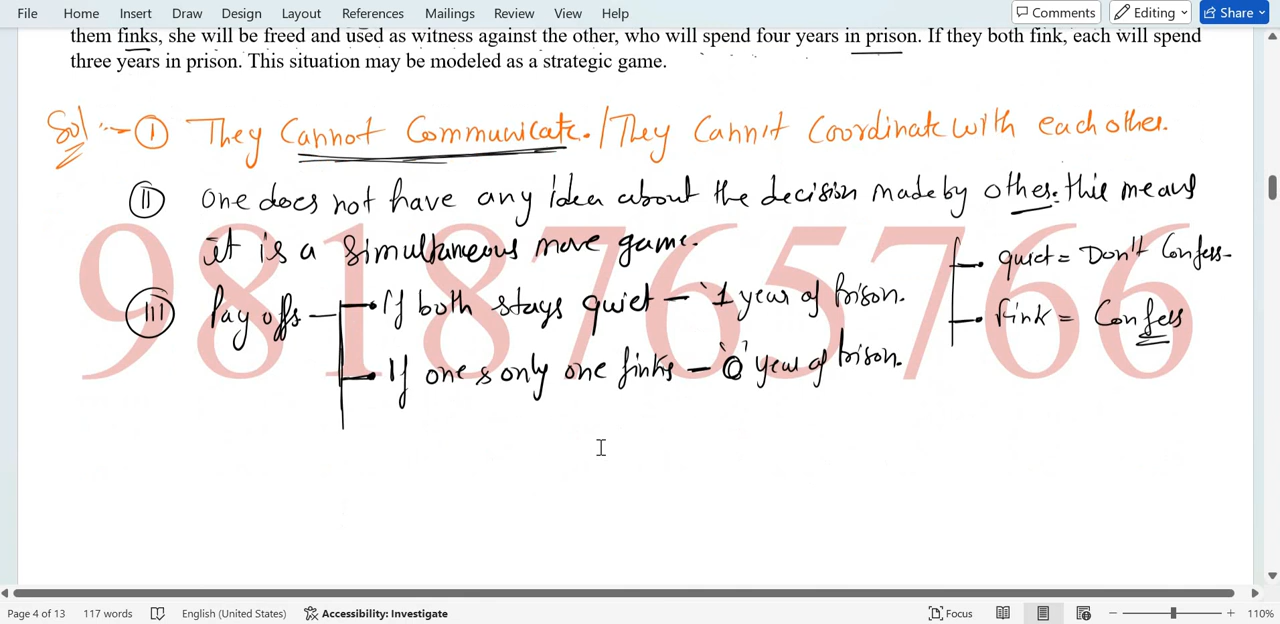 File Home Insert Draw Design Layout References Mailings Review View Help Comments Editing Share
them finks, she will be freed and used as witness against the other, who will spend four years in prison. If they both fink, each will spend
three years in prison. This situation may be modeled as a strategic game.
Sol :- (I) They Cannot Communicate. / They Cannot Coordinate with each other.
(II) One does not have any Idea about the decision made by other. this means
it is a Simultaneous move game.
quiet = Don't Confess
(III) Pay offs If both stays quiet - '1 year of Prison.
fink = Confess
If one & only one finks - '0' year of Prison.
9818765766
Page 4 of 13 117 words English (United States) Accessibility: Investigate Focus 110%